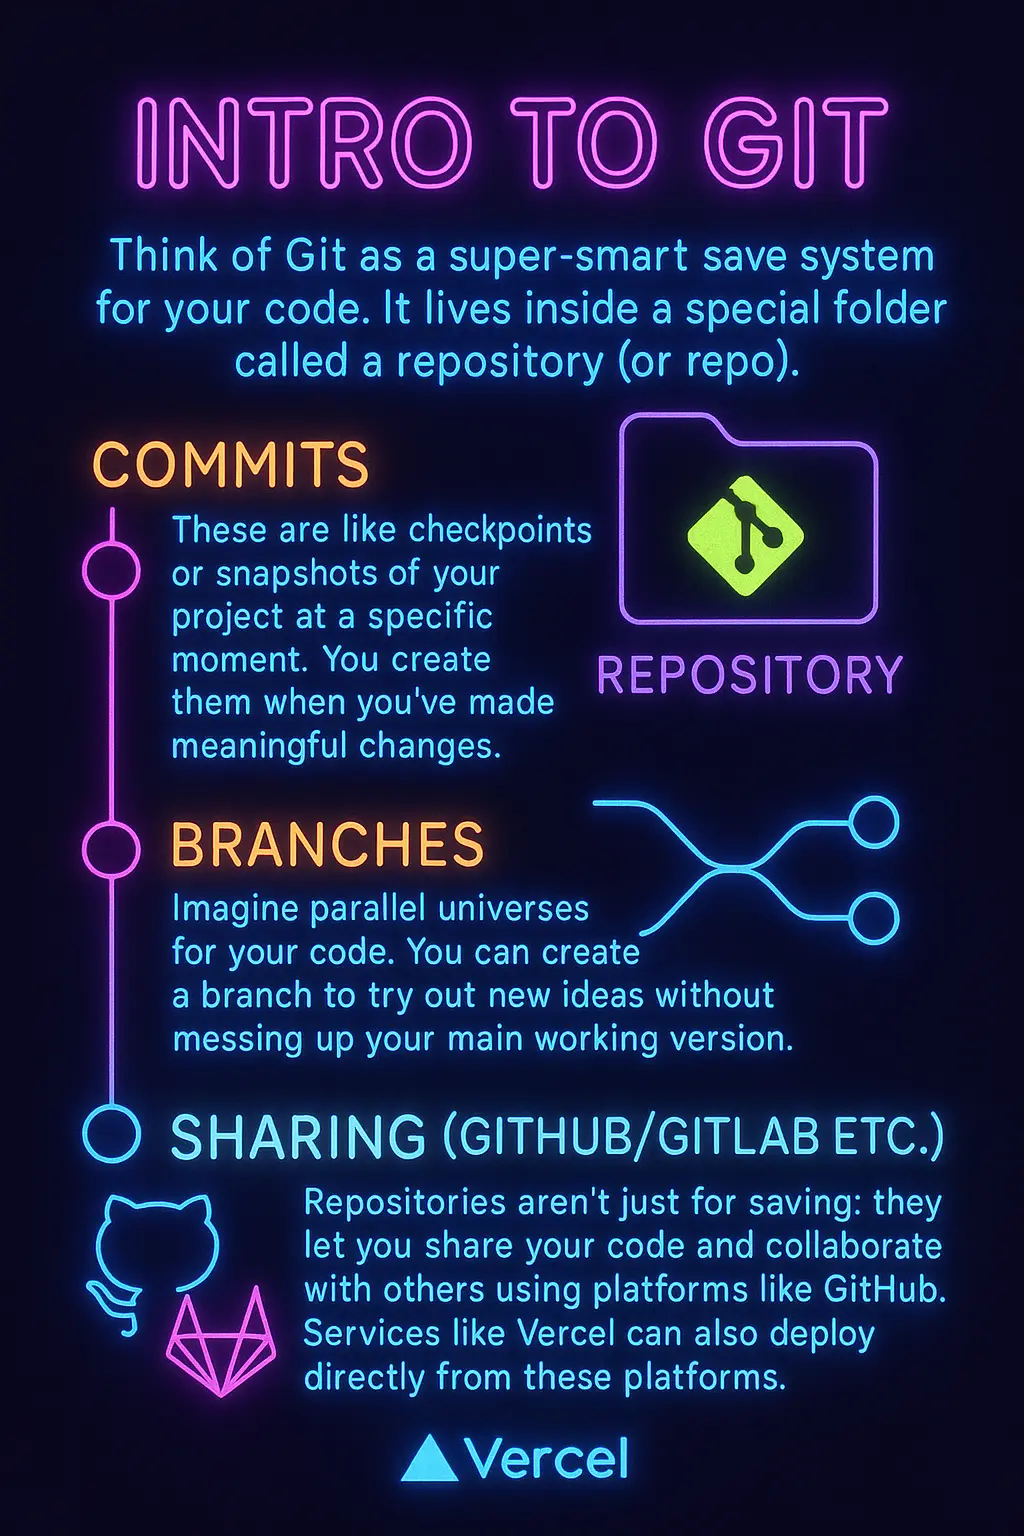 INTRO TO GIT
Think of Git as a super-smart save system
for your code. It lives inside a special folder
called a repository (or repo).
COMMITS
These are like checkpoints
or snapshots of your
project at a specific
moment. You create
them when you've made
meaningful changes.
REPOSITORY
BRANCHES
Imagine parallel universes
for your code. You can create
a branch to try out new ideas without
messing up your main working version.
SHARING (GITHUB/GITLAB ETC.)
Repositories aren't just for saving: they
let you share your code and collaborate
with others using platforms like GitHub.
Services like Vercel can also deploy
directly from these platforms.
Vercel